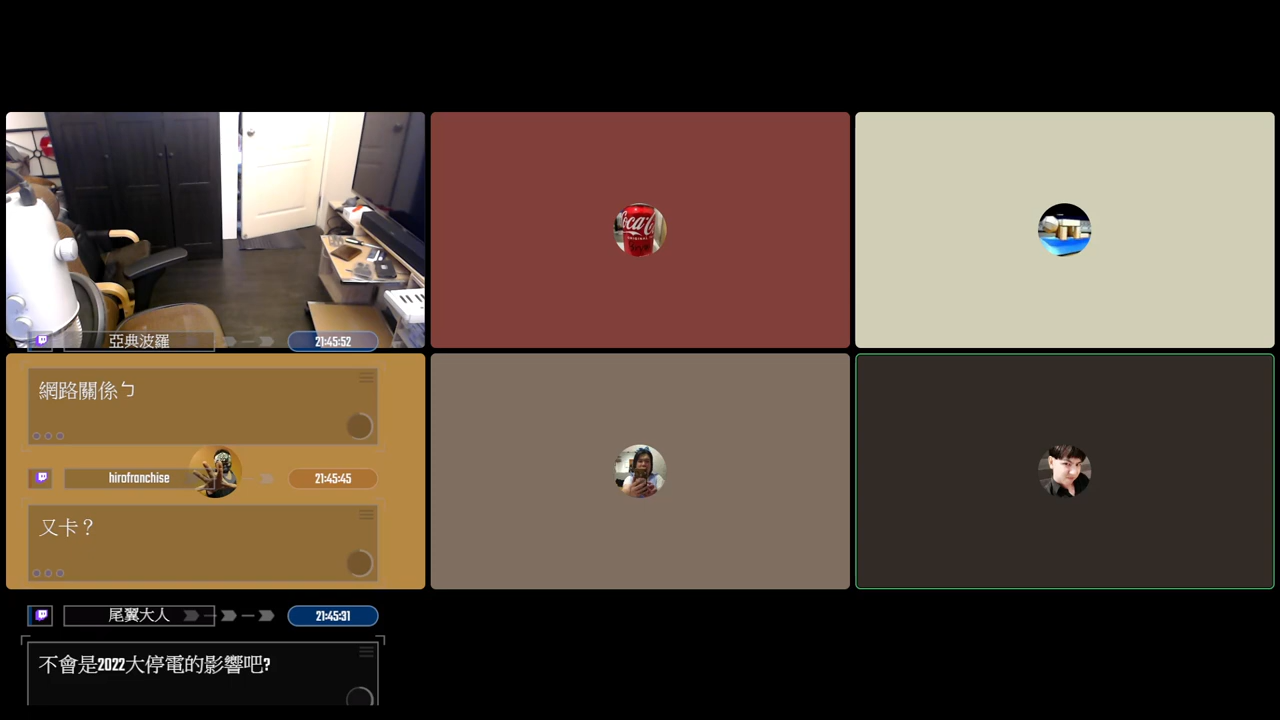 亞典波羅
21:45:52
網路關係ㄅ
hirofranchise
21:45:45
又卡？
尾翼大人
21:45:31
不會是2022大停電的影響吧?